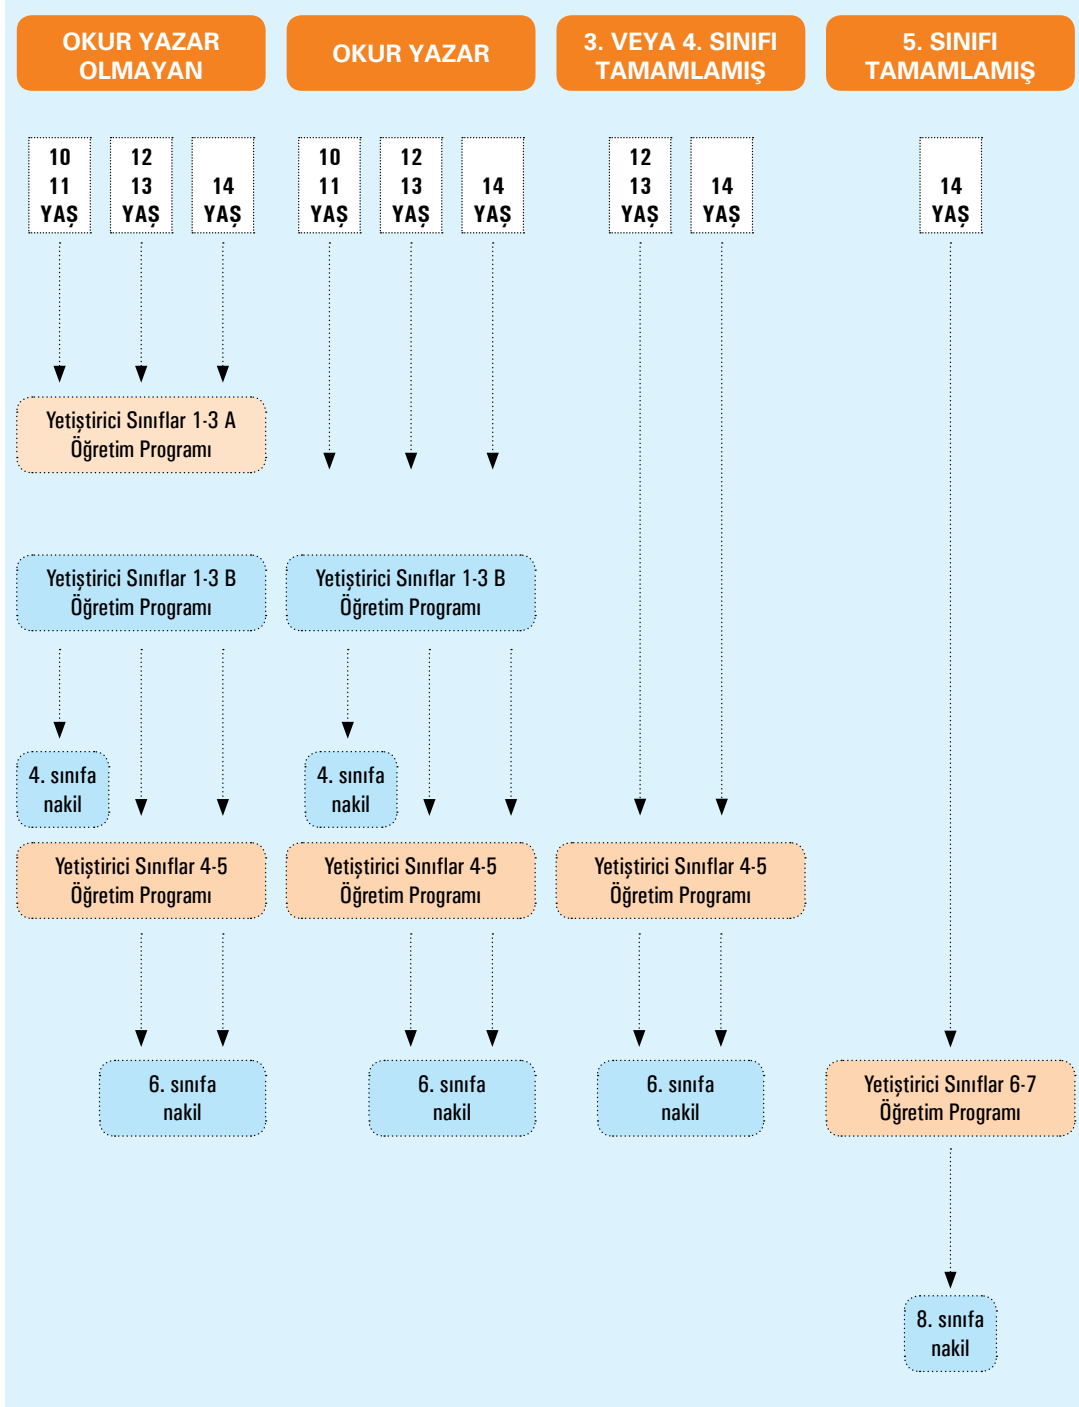 OKUR YAZAR
OLMAYAN
OKUR YAZAR
3. VEYA 4. SINIFI
TAMAMLAMIŞ
5. SINIFI
TAMAMLAMIŞ
10
11
YAŞ
12
13
YAŞ
14
YAŞ
10
11
YAŞ
12
13
YAŞ
14
YAŞ
12
13
YAŞ
14
YAŞ
14
YAŞ
Yetiştirici Sınıflar 1-3 A
Öğretim Programı
Yetiştirici Sınıflar 1-3 B
Öğretim Programı
Yetiştirici Sınıflar 1-3 B
Öğretim Programı
4. sınıfa
nakil
4. sınıfa
nakil
Yetiştirici Sınıflar 4-5
Öğretim Programı
Yetiştirici Sınıflar 4-5
Öğretim Programı
Yetiştirici Sınıflar 4-5
Öğretim Programı
6. sınıfa
nakil
6. sınıfa
nakil
6. sınıfa
nakil
Yetiştirici Sınıflar 6-7
Öğretim Programı
8. sınıfa
nakil